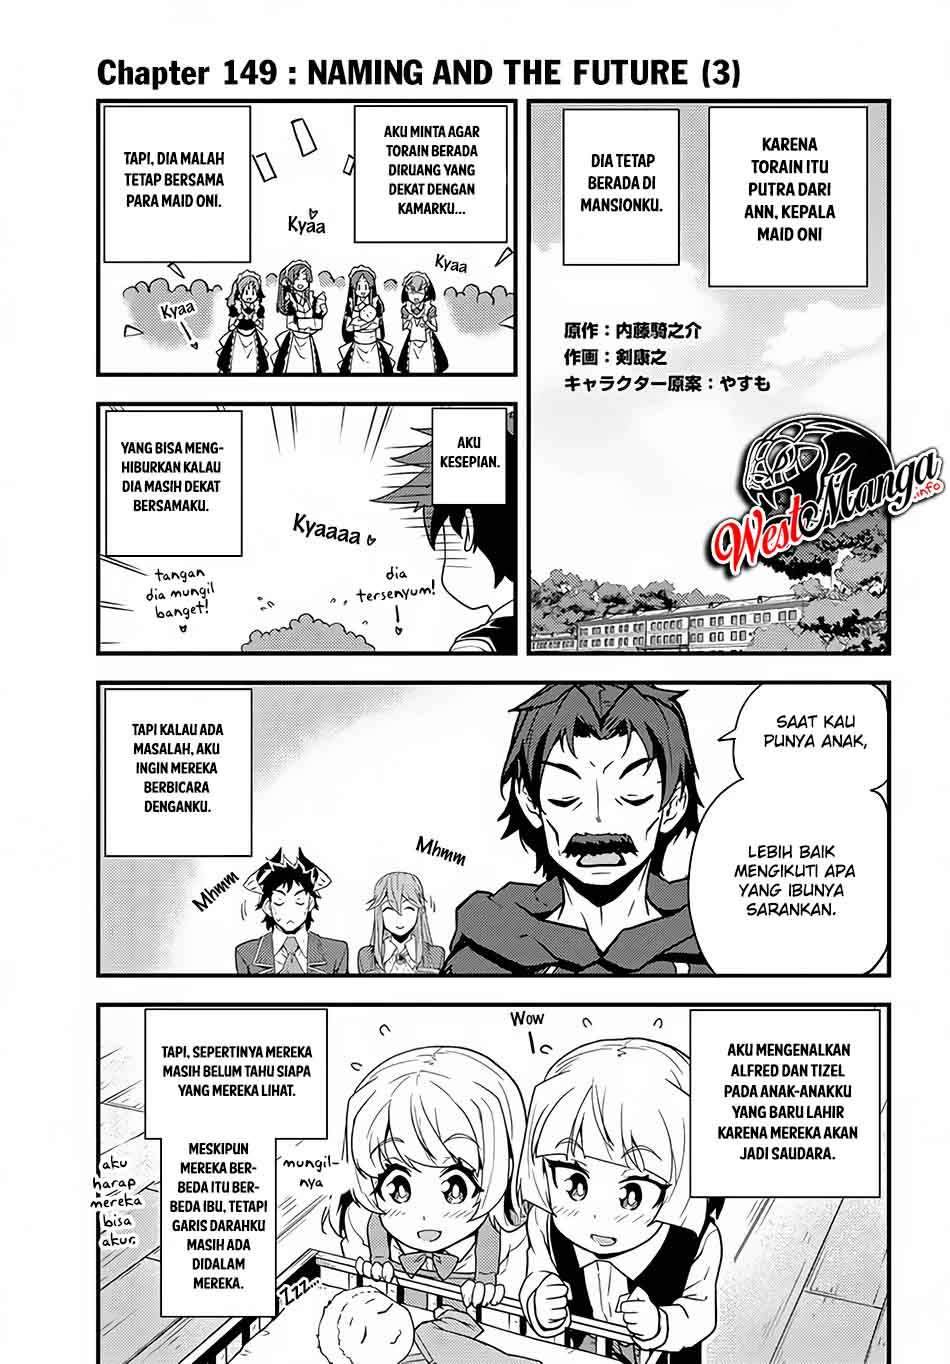 Chapter 149 : NAMING AND THE FUTURE (3)
KARENA
TORAIN ITU
PUTRA DARI
ANN, KEPALA
MAID ONI
DIA TETAP
BERADA DI
MANSIONKU.
原作：内藤騎之介
作画：剣康之
キャラクター原案：やすも
WestManga
.info
AKU MINTA AGAR
TORAIN BERADA
DIRUANG YANG
DEKAT DENGAN
KAMARKU...
TAPI, DIA MALAH
TETAP BERSAMA
PARA MAID ONI.
Kyaa
Kyaa
Kyaa
AKU
KESEPIAN.
YANG BISA MENG-
HIBURKAN KALAU
DIA MASIH DEKAT
BERSAMAKU.
Kyaaaa
dia
tersenyum!
tangan
dia mungil
banget!
SAAT KAU
PUNYA ANAK,
LEBIH BAIK
MENGIKUTI APA
YANG IBUNYA
SARANKAN.
TAPI KALAU ADA
MASALAH, AKU
INGIN MEREKA
BERBICARA
DENGANKU.
Mhmm
Mhmm
AKU MENGENALKAN
ALFRED DAN TIZEL
PADA ANAK-ANAKKU
YANG BARU LAHIR
KARENA MEREKA AKAN
JADI SAUDARA.
Wow
TAPI, SEPERTINYA MEREKA
MASIH BELUM TAHU SIAPA
YANG MEREKA LIHAT.
MESKIPUN
MEREKA BER-
BEDA ITU BER-
BEDA IBU, TETAPI
GARIS DARAHKU
MASIH ADA
DIDALAM
MEREKA.
mungil-
nya
aku
harap
mereka
bisa
akur.
Zzz...